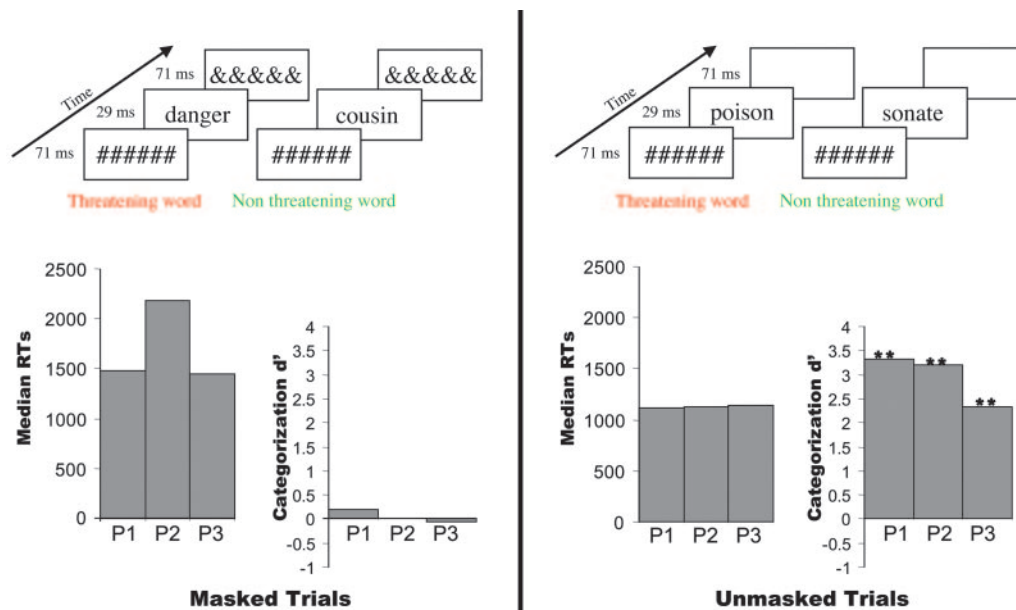 71 ms
&&&&&
&&&&&
Time
29 ms
danger
cousin
71 ms
######
######
Threatening word
Non threatening word
Median RTs
2500
2000
1500
1000
500
0
P1 P2 P3
Categorization d'
4
3.5
3
2.5
2
1.5
1
0.5
0
-0.5
-1
P1 P2 P3
Masked Trials
71 ms
Time
29 ms
poison
sonate
71 ms
######
######
Threatening word
Non threatening word
Median RTs
2500
2000
1500
1000
500
0
P1 P2 P3
Categorization d'
4
3.5
3
2.5
2
1.5
1
0.5
0
-0.5
-1
** ** **
P1 P2 P3
Unmasked Trials